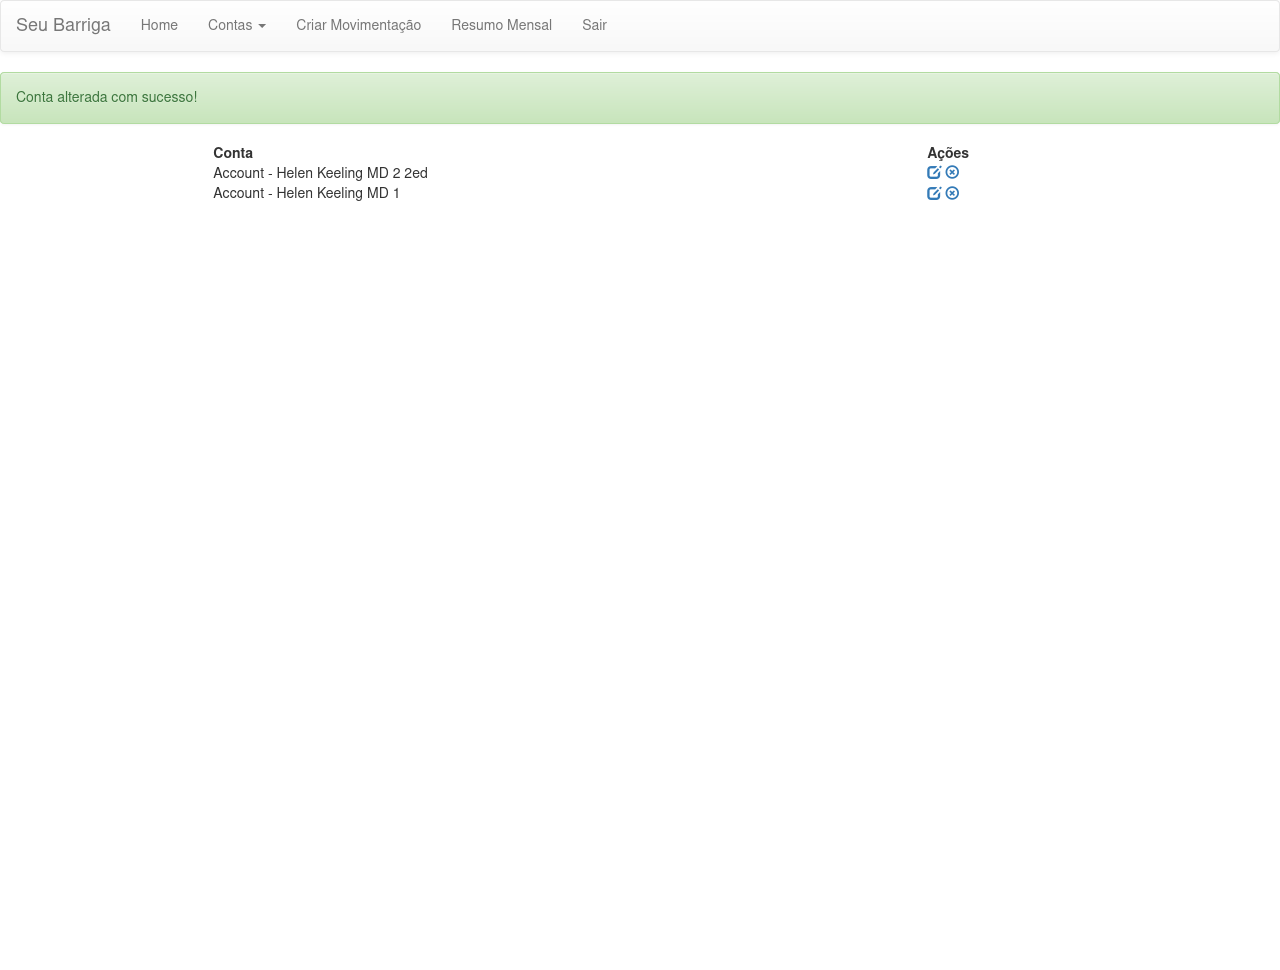 Seu Barriga Home Contas Criar Movimentação Resumo Mensal Sair
Conta alterada com sucesso!
Conta Ações
Account - Helen Keeling MD 2 2ed
Account - Helen Keeling MD 1